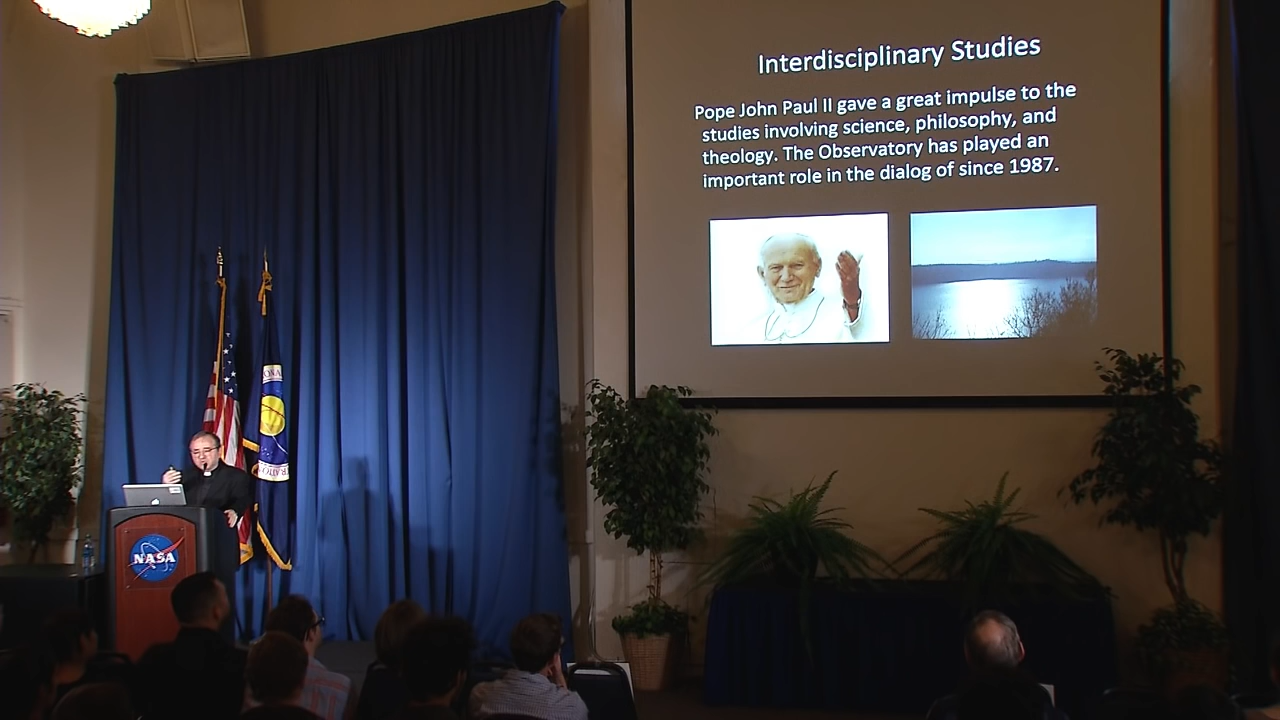 Interdisciplinary Studies
Pope John Paul II gave a great impulse to the
studies involving science, philosophy, and
theology. The Observatory has played an
important role in the dialog of since 1987.
NASA